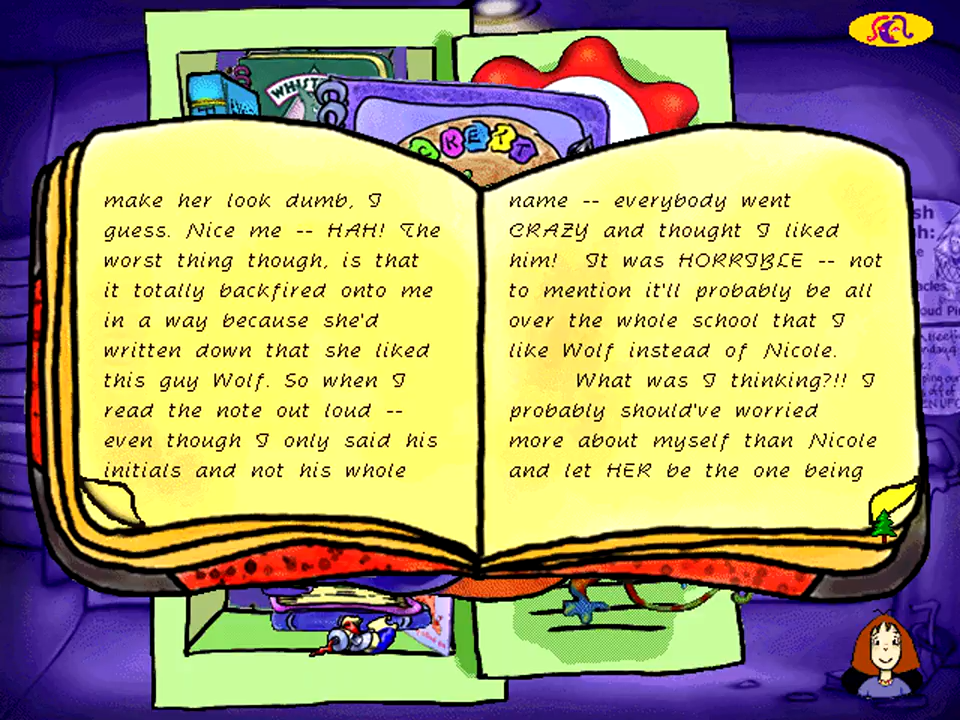 WHIST
CKETT
make her look dumb, I
guess. Nice me -- HAH! The
worst thing though, is that
it totally backfired onto me
in a way because she'd
written down that she liked
this guy Wolf. So when I
read the note out loud --
even though I only said his
initials and not his whole
name -- everybody went
CRAZY and thought I liked
him! It was HORRIBLE -- not
to mention it'll probably be all
over the whole school that I
like Wolf instead of Nicole.
What was I thinking?!! I
probably should've worried
more about myself than Nicole
and let HER be the one being